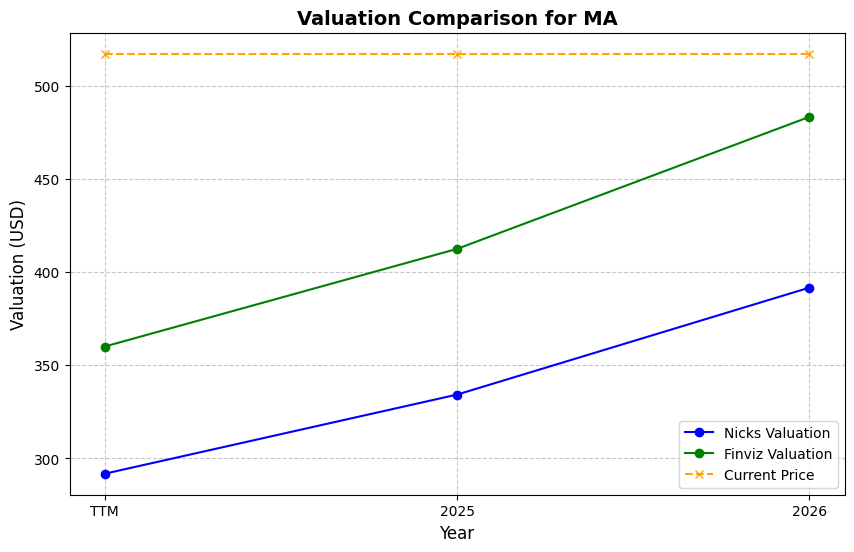 Valuation Comparison for MA
Valuation (USD)
500
450
400
350
300
TTM
2025
2026
Year
Nicks Valuation
Finviz Valuation
Current Price